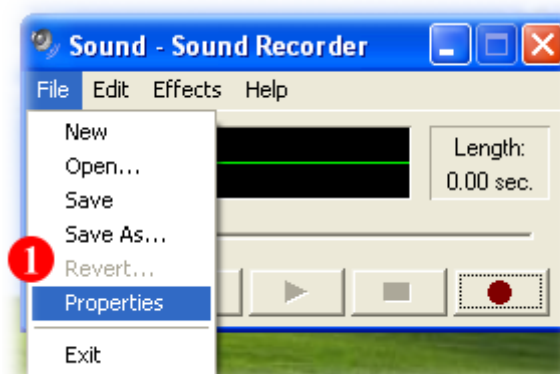 Sound - Sound Recorder
File Edit Effects Help
New
Open...
Save
Save As...
Revert...
Properties
Exit
Length:
0.00 sec.
1